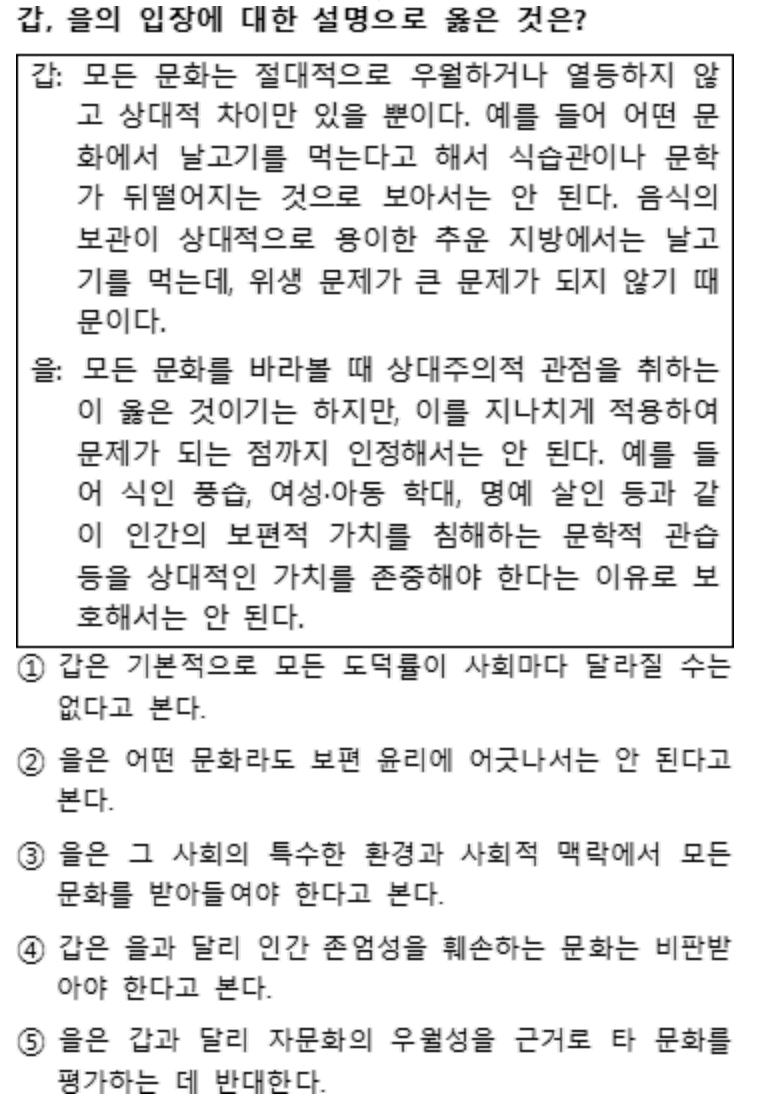 갑, 을의 입장에 대한 설명으로 옳은 것은?
갑: 모든 문화는 절대적으로 우월하거나 열등하지 않
고 상대적 차이만 있을 뿐이다. 예를 들어 어떤 문
화에서 날고기를 먹는다고 해서 식습관이나 문학
가 뒤떨어지는 것으로 보아서는 안 된다. 음식의
보관이 상대적으로 용이한 추운 지방에서는 날고
기를 먹는데, 위생 문제가 큰 문제가 되지 않기 때
문이다.
을: 모든 문화를 바라볼 때 상대주의적 관점을 취하는
이 옳은 것이기는 하지만, 이를 지나치게 적용하여
문제가 되는 점까지 인정해서는 안 된다. 예를 들
어 식인 풍습, 여성·아동 학대, 명예 살인 등과 같
이 인간의 보편적 가치를 침해하는 문학적 관습
등을 상대적인 가치를 존중해야 한다는 이유로 보
호해서는 안 된다.
① 갑은 기본적으로 모든 도덕률이 사회마다 달라질 수는
없다고 본다.
② 을은 어떤 문화라도 보편 윤리에 어긋나서는 안 된다고
본다.
③ 을은 그 사회의 특수한 환경과 사회적 맥락에서 모든
문화를 받아들여야 한다고 본다.
④ 갑은 을과 달리 인간 존엄성을 훼손하는 문화는 비판받
아야 한다고 본다.
⑤ 을은 갑과 달리 자문화의 우월성을 근거로 타 문화를
평가하는 데 반대한다.